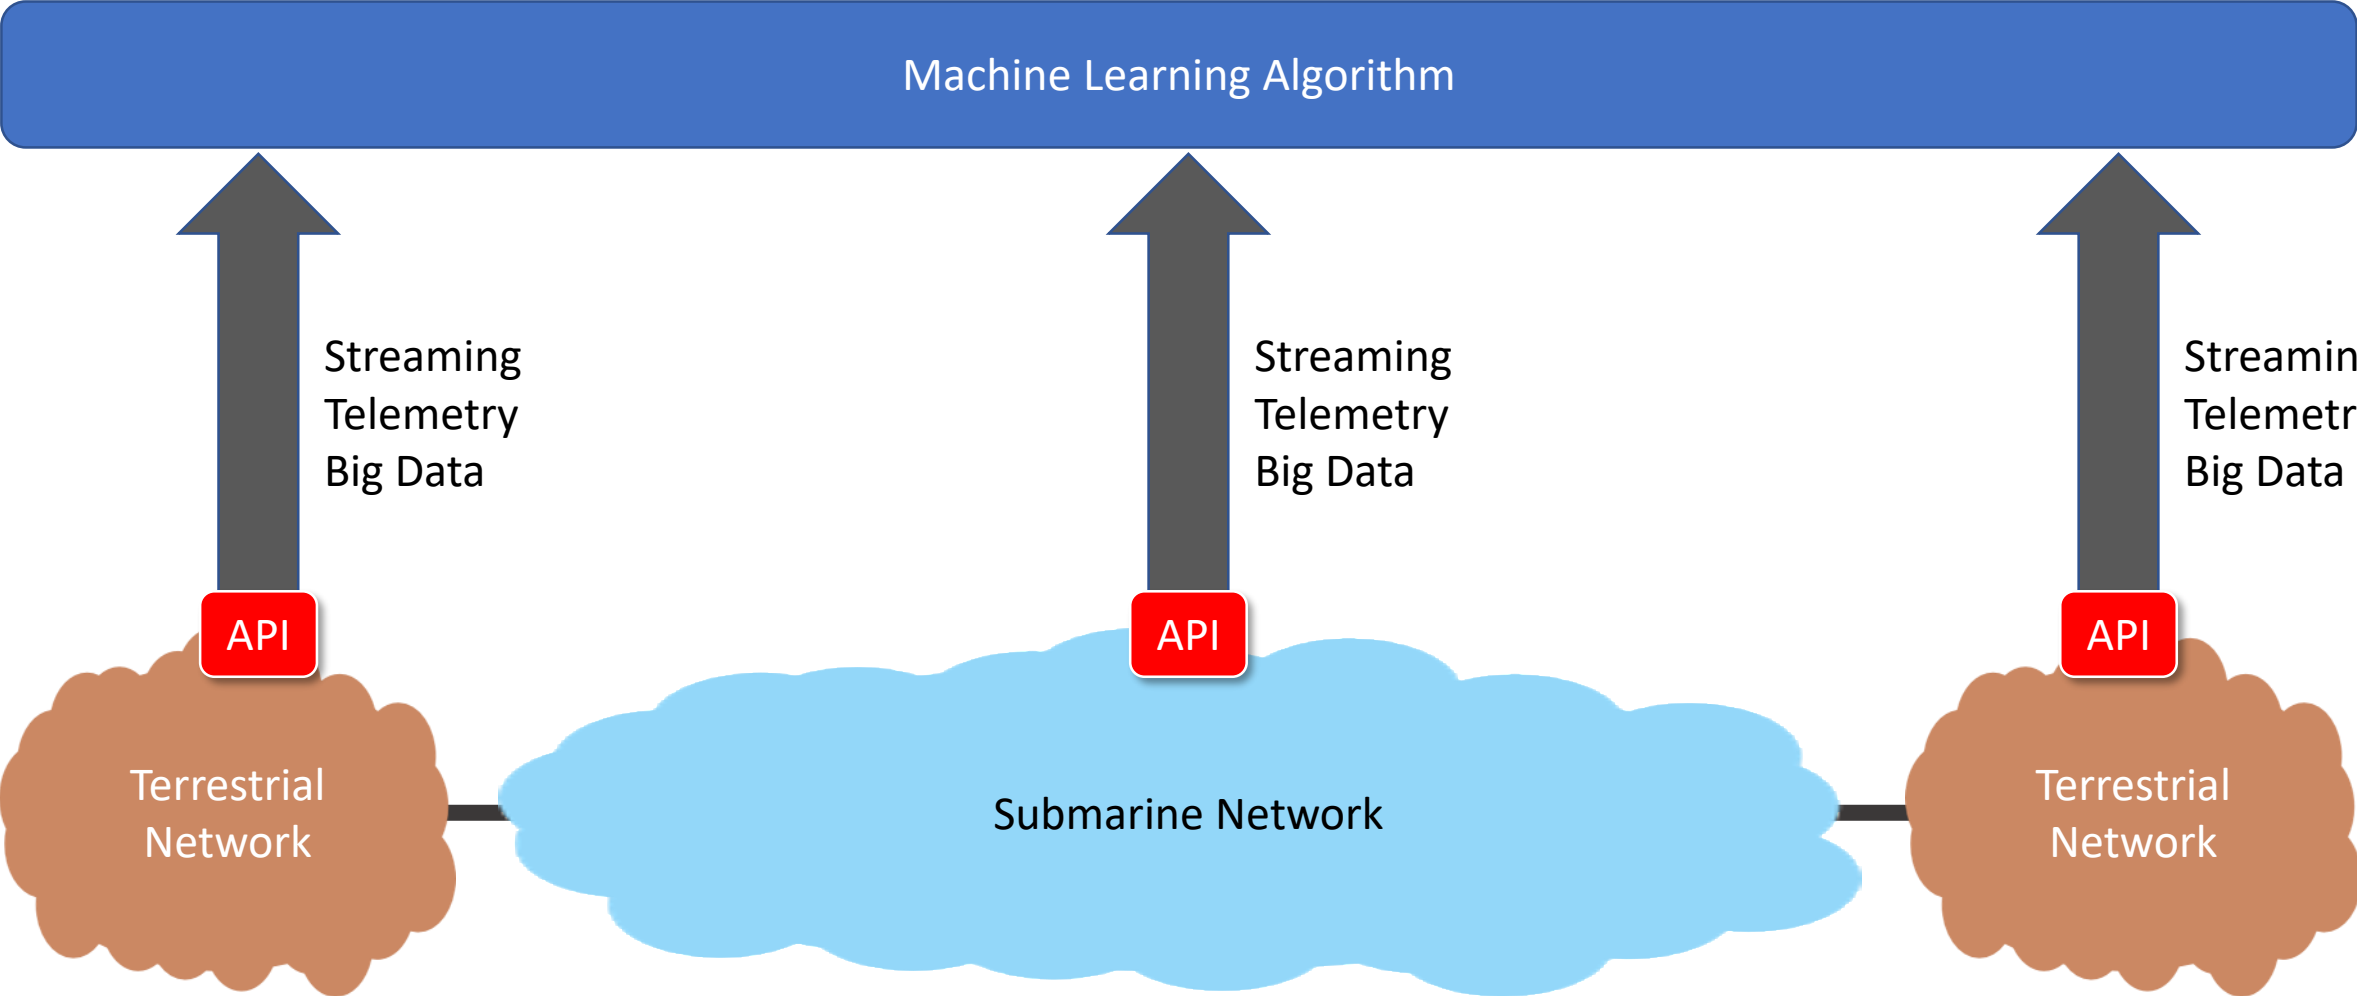 Machine Learning Algorithm
Streaming
Telemetry
Big Data
Streaming
Telemetry
Big Data
Streamin
Telemetr
Big Data
API
API
API
Terrestrial
Network
Submarine Network
Terrestrial
Network